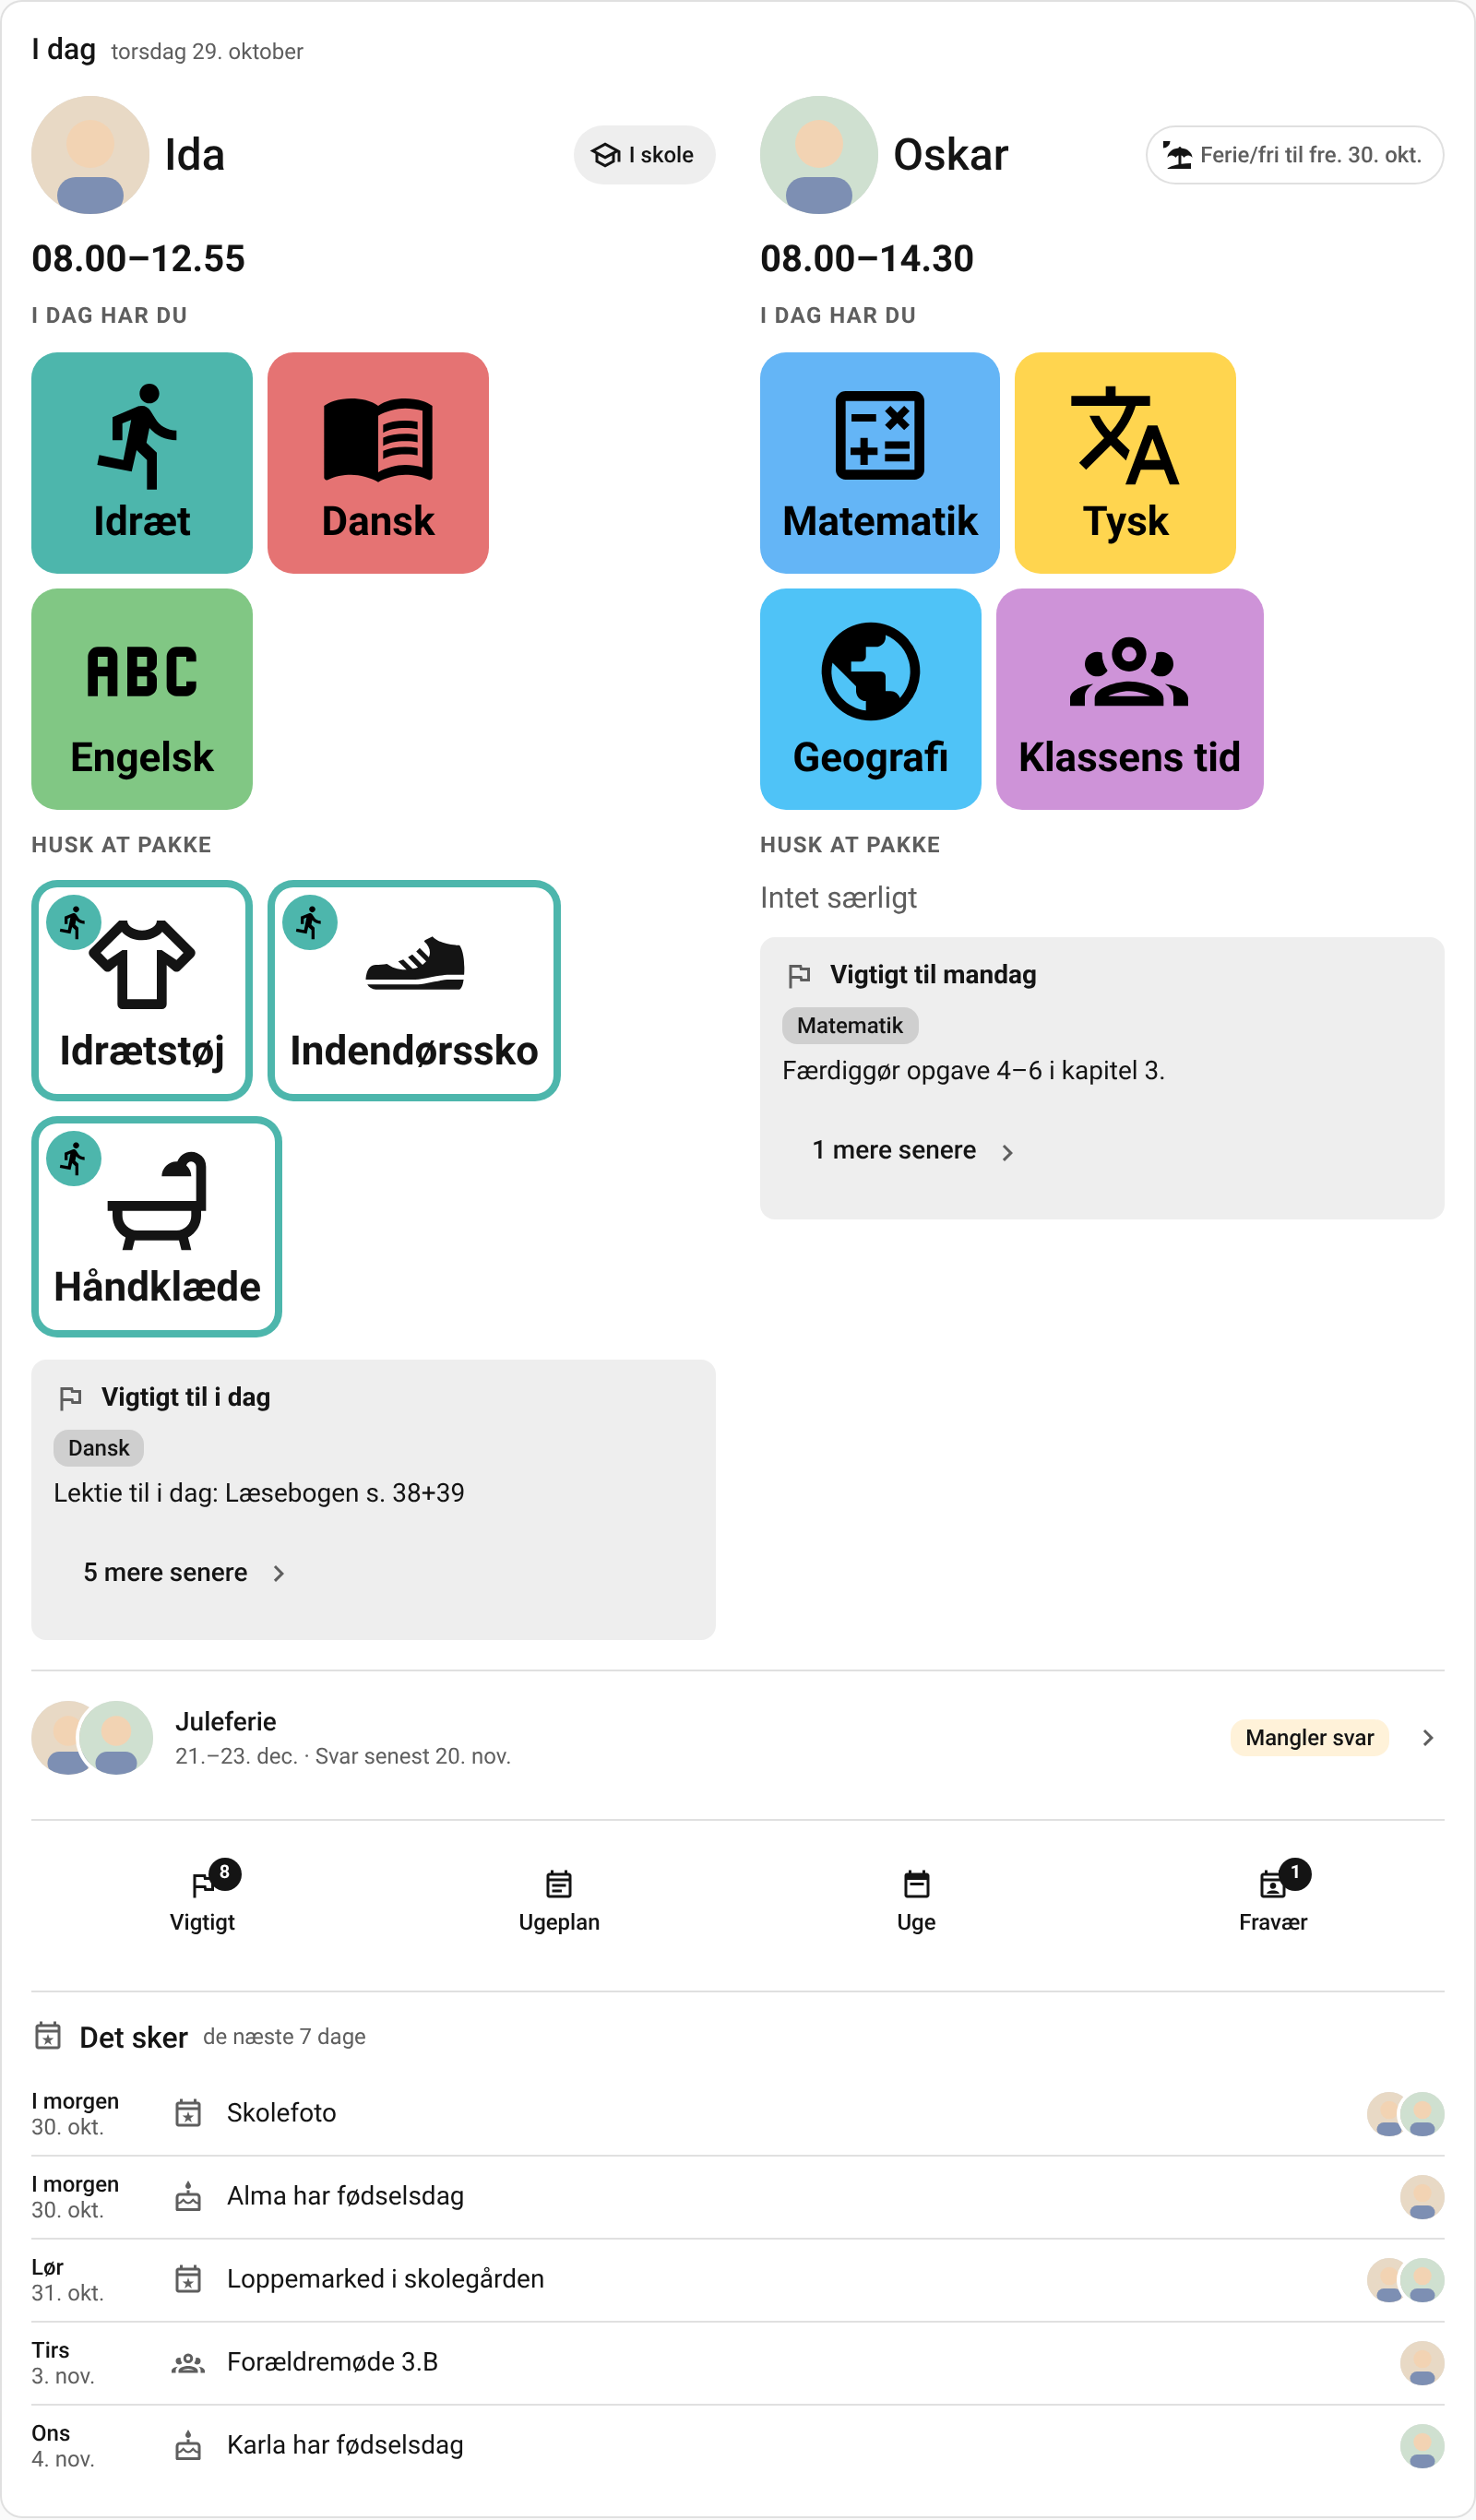 I dag torsdag 29. oktober
Ida
I skole
08.00–12.55
I DAG HAR DU
Idræt
Dansk
ABC
Engelsk
HUSK AT PAKKE
Idrætstøj
Indendørssko
Håndklæde
Vigtigt til i dag
Dansk
Lektie til i dag: Læsebogen s. 38+39
5 mere senere
Oskar
Ferie/fri til fre. 30. okt.
08.00–14.30
I DAG HAR DU
Matematik
文A
Tysk
Geografi
Klassens tid
HUSK AT PAKKE
Intet særligt
Vigtigt til mandag
Matematik
Færdiggør opgave 4–6 i kapitel 3.
1 mere senere
Juleferie
21.–23. dec. · Svar senest 20. nov.
Mangler svar
8
Vigtigt
Ugeplan
Uge
1
Fravær
Det sker de næste 7 dage
I morgen
30. okt.
Skolefoto
I morgen
30. okt.
Alma har fødselsdag
Lør
31. okt.
Loppemarked i skolegården
Tirs
3. nov.
Forældremøde 3.B
Ons
4. nov.
Karla har fødselsdag